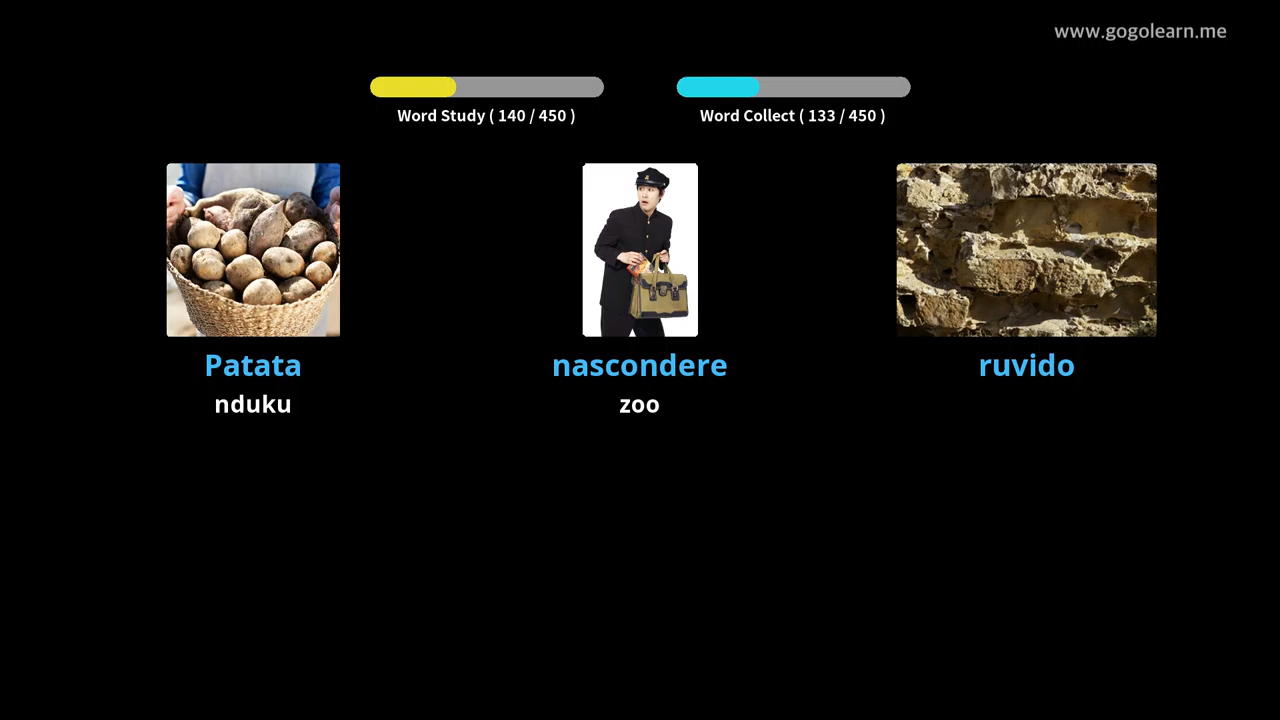 www.gogolearn.me
Word Study ( 140 / 450 )
Word Collect ( 133 / 450 )
Patata
nascondere
ruvido
nduku
zoo